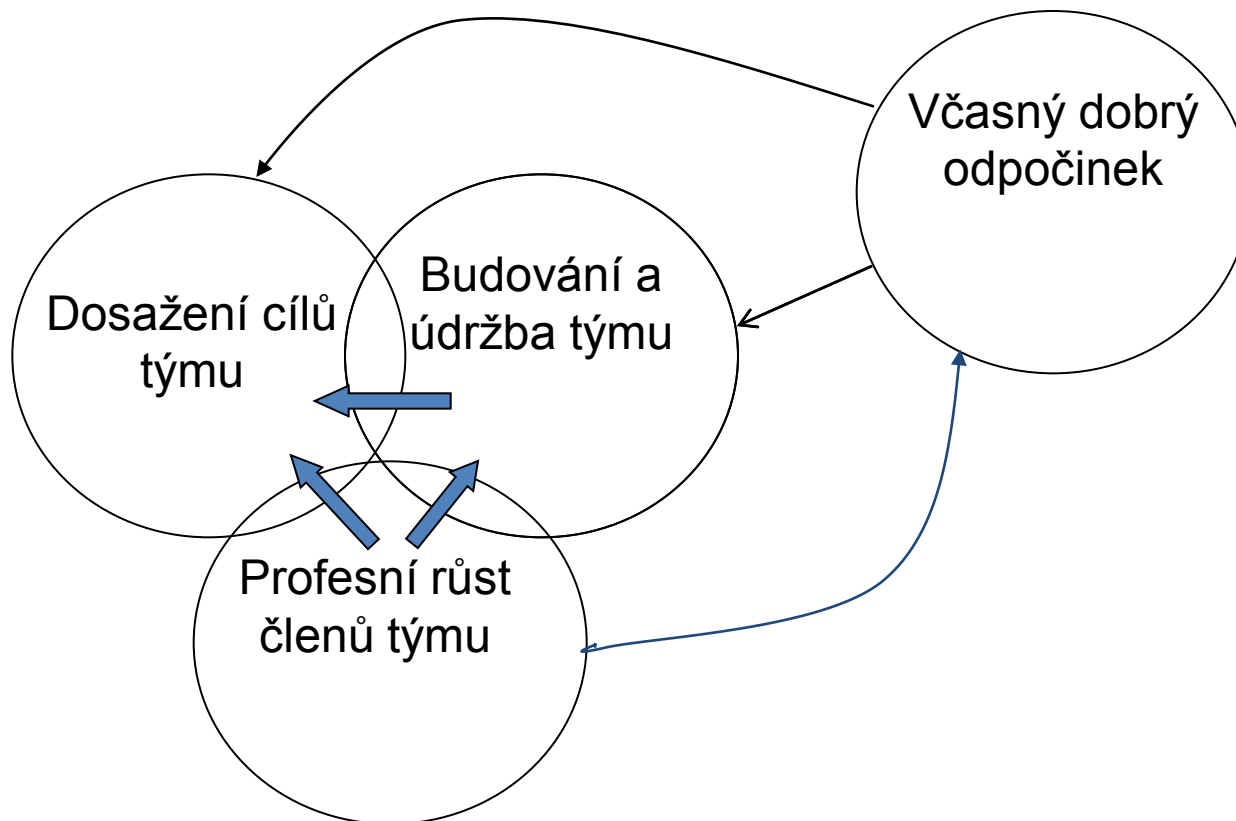 Včasný dobrý
odpočinek
Budování a
údržba týmu
Dosažení cílů
týmu
Profesní růst
členů týmu